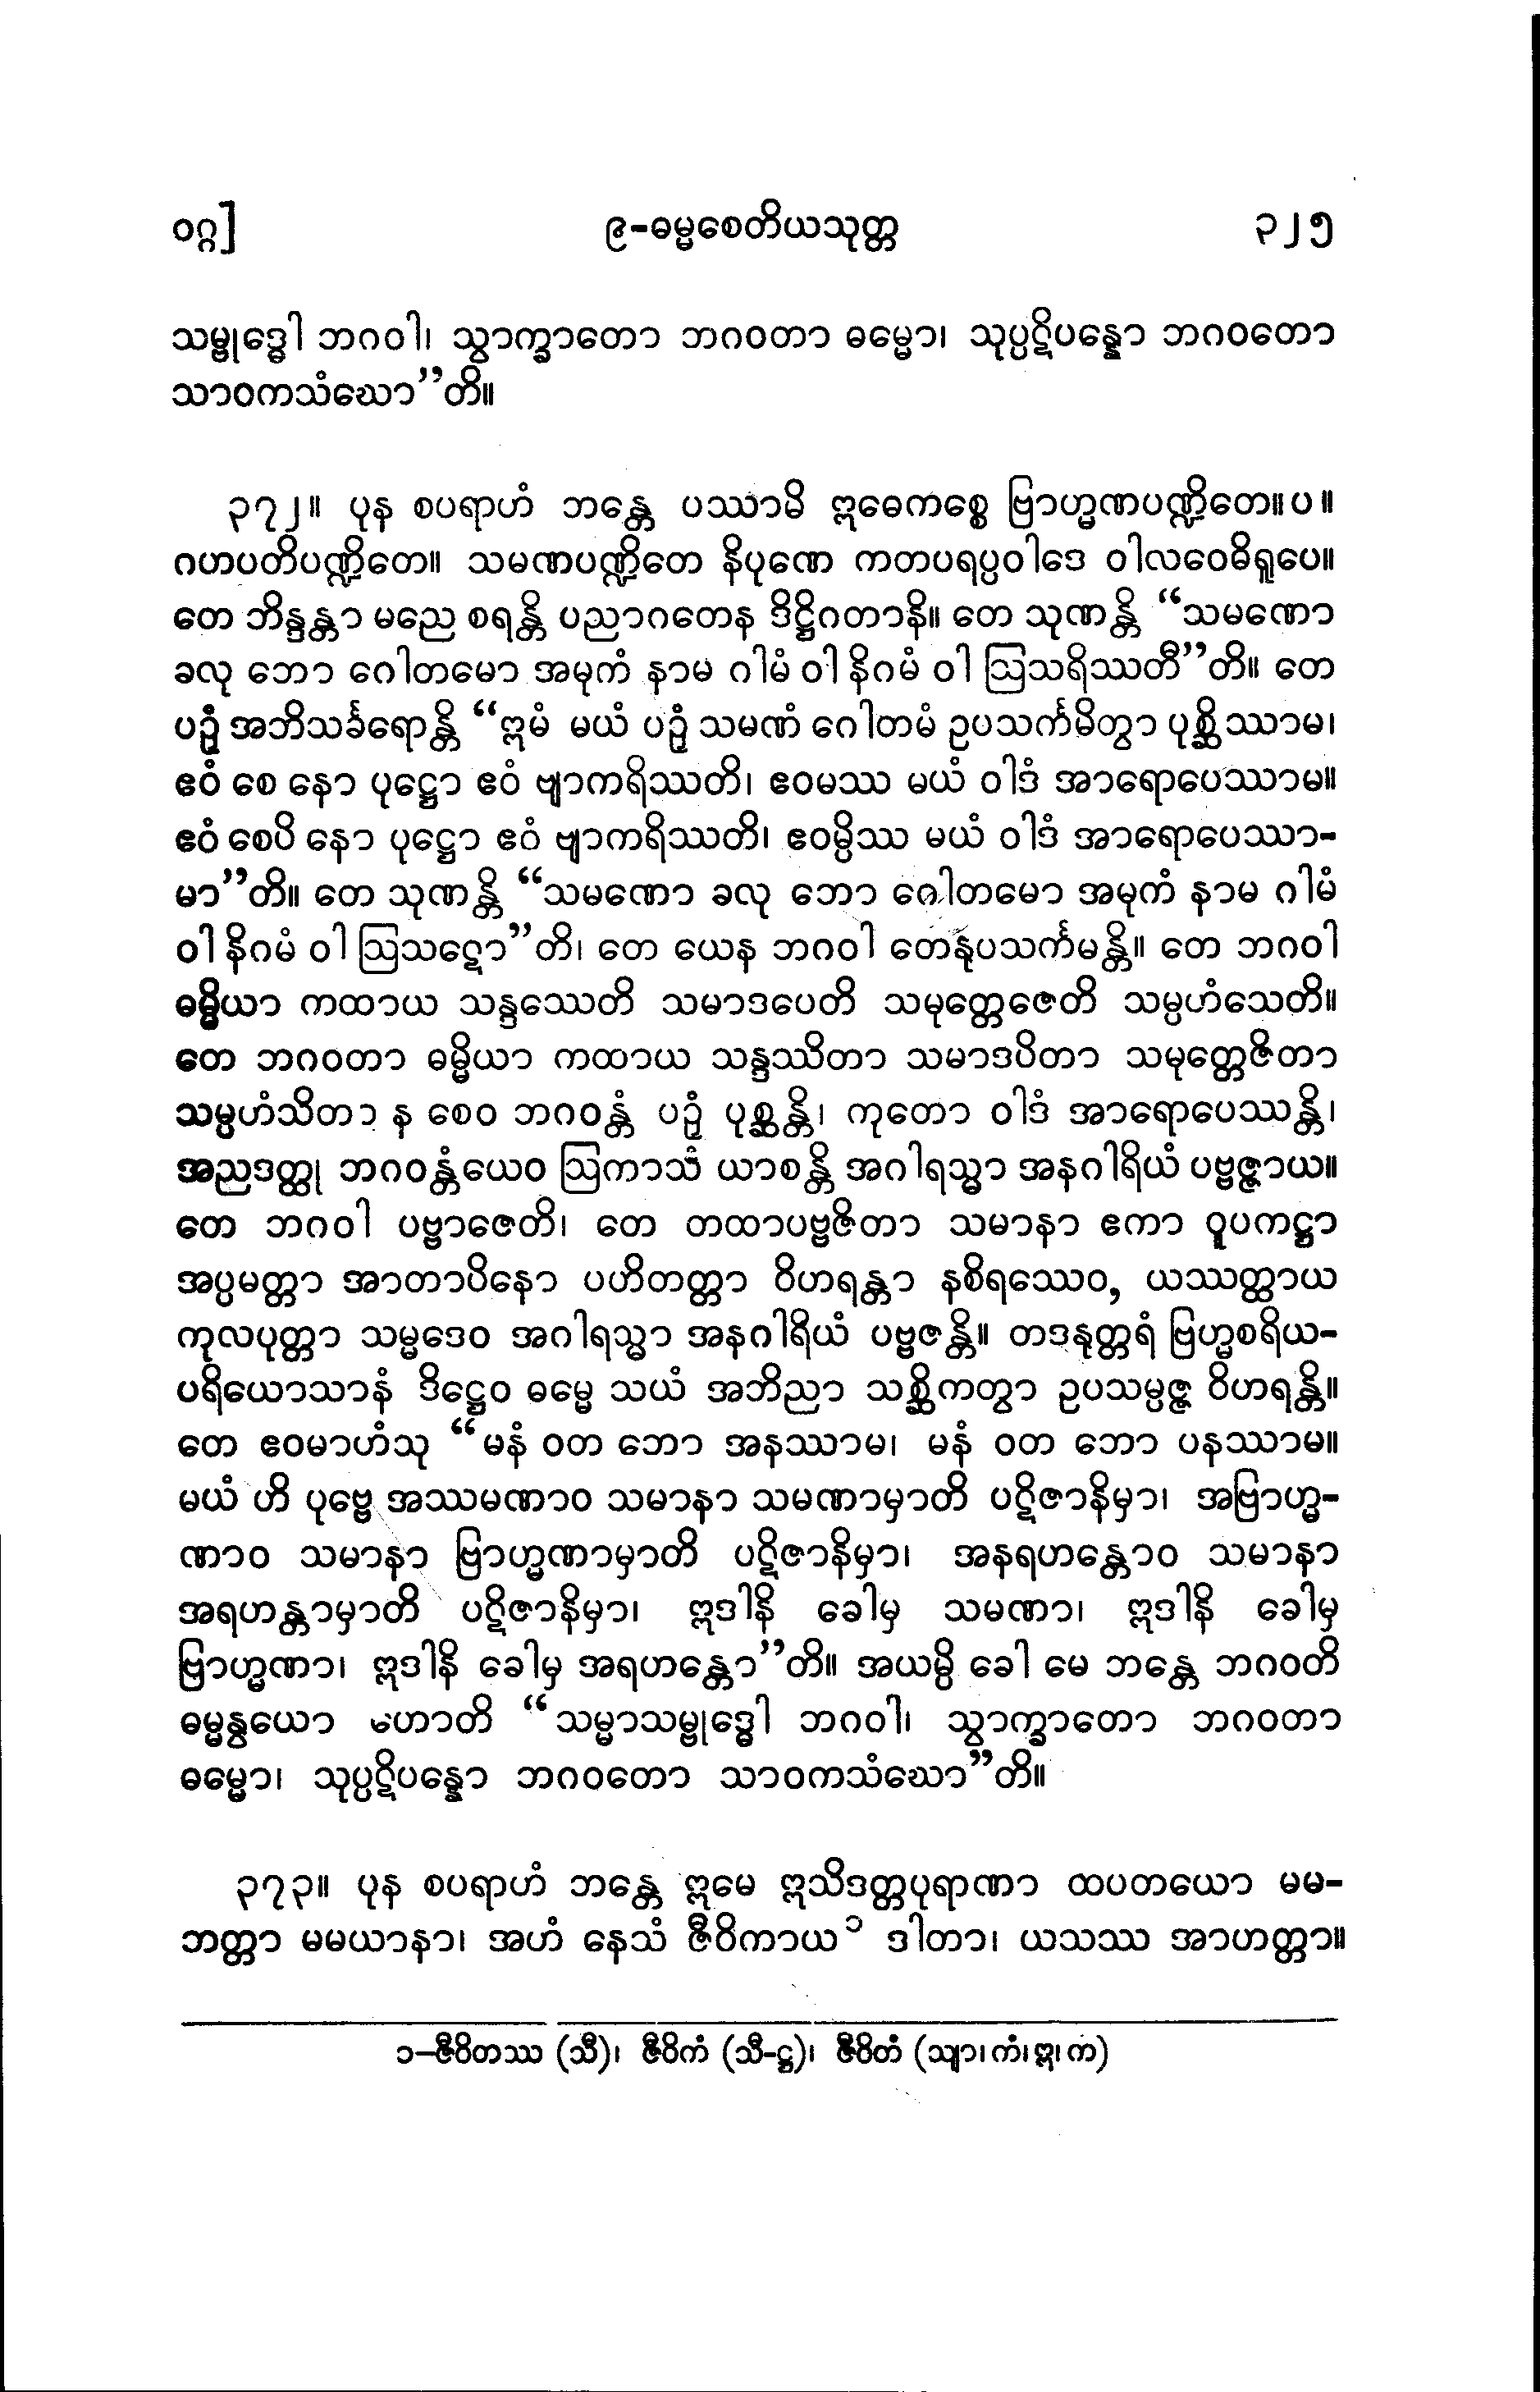 ဝဂ္ဂ]
၉-ဓမ္မစေတိယသုတ္တ
၃၂၅
သမ္ဗုဒ္ဓေါ ဘဂဝါ၊ သွာက္ခာတော ဘဂဝတာ ဓမ္မော၊ သုပ္ပဋိပန္နော ဘဂဝတော
သာဝကသံဃော”တိ။
၃၇၂။ ပုန စပရာဟံ ဘန္တေ ပဿာမိ ဣဓေကစ္စေ ဗြာဟ္မဏပဏ္ဍိတေ။ပ။
ဂဟပတိပဏ္ဍိတေ။ သမဏပဏ္ဍိတေ နိပုဏေ ကတပရပ္ပဝါဒေ ဝါလဝေဓိရူပေ။
တေ ဘိန္ဒန္တာ မညေ စရန္တိ ပညာဂတေန ဒိဋ္ဌိဂတာနိ။ တေ သုဏန္တိ “သမဏော
ခလု ဘော ဂေါတမော အမုကံ နာမ ဂါမံ ဝါ နိဂမံ ဝါ ဩသရိဿတီ”တိ။ တေ
ပဉှံ အဘိသင်္ခရောန္တိ “ဣမံ မယံ ပဉှံ သမဏံ ဂေါတမံ ဥပသင်္ကမိတွာ ပုစ္ဆိဿာမ၊
ဧဝံ စေ နော ပုဋ္ဌော ဧဝံ ဗျာကရိဿတိ၊ ဧဝမဿ မယံ ဝါဒံ အာရောပေဿာမ။
ဧဝံ စေပိ နော ပုဋ္ဌော ဧဝံ ဗျာကရိဿတိ၊ ဧဝမ္ပိဿ မယံ ဝါဒံ အာရောပေဿာ-
မာ”တိ။ တေ သုဏန္တိ “သမဏော ခလု ဘော ဂေါတမော အမုကံ နာမ ဂါမံ
ဝါ နိဂမံ ဝါ ဩသဋော”တိ၊ တေ ယေန ဘဂဝါ တေနုပသင်္ကမန္တိ။ တေ ဘဂဝါ
ဓမ္မိယာ ကထာယ သန္ဒဿေတိ သမာဒပေတိ သမုတ္တေဇေတိ သမ္ပဟံသေတိ။
တေ ဘဂဝတာ ဓမ္မိယာ ကထာယ သန္ဒဿိတာ သမာဒပိတာ သမုတ္တေဇိတာ
သမ္ပဟံသိတာ န စေဝ ဘဂဝန္တံ ပဉှံ ပုစ္ဆန္တိ၊ ကုတော ဝါဒံ အာရောပေဿန္တိ၊
အညဒတ္ထု ဘဂဝန္တံယေဝ ဩကာသံ ယာစန္တိ အဂါရသ္မာ အနဂါရိယံ ပဗ္ဗဇ္ဇာယ။
တေ ဘဂဝါ ပဗ္ဗာဇေတိ၊ တေ တထာပဗ္ဗဇိတာ သမာနာ ဧကာ ဝူပကဋ္ဌာ
အပ္ပမတ္တာ အာတာပိနော ပဟိတတ္တာ ဝိဟရန္တာ နစိရဿေဝ, ယဿတ္ထာယ
ကုလပုတ္တာ သမ္မဒေဝ အဂါရသ္မာ အနဂါရိယံ ပဗ္ဗဇန္တိ။ တဒနုတ္တရံ ဗြဟ္မစရိယ-
ပရိယောသာနံ ဒိဋ္ဌေဝ ဓမ္မေ သယံ အဘိညာ သစ္ဆိကတွာ ဥပသမ္ပဇ္ဇ ဝိဟရန္တိ။
တေ ဧဝမာဟံသု “မနံ ဝတ ဘော အနဿာမ၊ မနံ ဝတ ဘော ပနဿာမ။
မယံ ဟိ ပုဗ္ဗေ အဿမဏာဝ သမာနာ သမဏာမှာတိ ပဋိဇာနိမှာ၊ အဗြာဟ္မ-
ဏာဝ သမာနာ ဗြာဟ္မဏာမှာတိ ပဋိဇာနိမှာ၊ အနရဟန္တောဝ သမာနာ
အရဟန္တာမှာတိ ပဋိဇာနိမှာ၊ ဣဒါနိ ခေါမှ သမဏာ၊ ဣဒါနိ ခေါမှ
ဗြာဟ္မဏာ၊ ဣဒါနိ ခေါမှ အရဟန္တော”တိ။ အယမ္ပိ ခေါ မေ ဘန္တေ ဘဂဝတိ
ဓမ္မန္ဝယော ဟောတိ “သမ္မာသမ္ဗုဒ္ဓေါ ဘဂဝါ၊ သွာက္ခာတော ဘဂဝတာ
ဓမ္မော၊ သုပ္ပဋိပန္နော ဘဂဝတော သာဝကသံဃော”တိ။
၃၇၃။ ပုန စပရာဟံ ဘန္တေ ဣမေ ဣသိဒတ္တပုရာဏာ ထပတယော မမ-
ဘတ္တာ မမယာနာ၊ အဟံ နေသံ ဇီဝိကာယ ၁ ဒါတာ၊ ယသဿ အာဟတ္တာ။
၁-ဇီဝိတဿ (သီ)၊ ဇီဝိကံ (သီ-ဋ္ဌ)၊ ဇီဝိတံ (သျာ၊ကံ၊ဣ၊က)